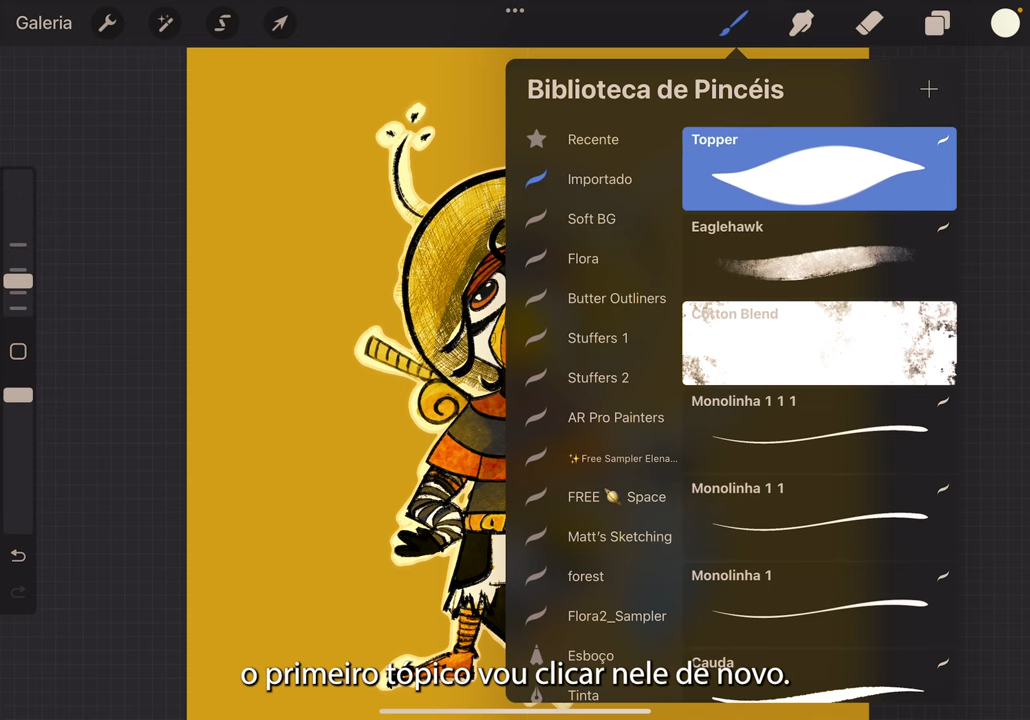 Galeria
Biblioteca de Pincéis
Recente
Importado
Soft BG
Flora
Butter Outliners
Stuffers 1
Stuffers 2
AR Pro Painters
✨Free Sampler Elena...
FREE 🪐 Space
Matt's Sketching
forest
Flora2_Sampler
Esboço
Tinta
Topper
Eaglehawk
Cotton Blend
Monolinha 1 1 1
Monolinha 1 1
Monolinha 1
Cauda
o primeiro tópico vou clicar nele de novo.